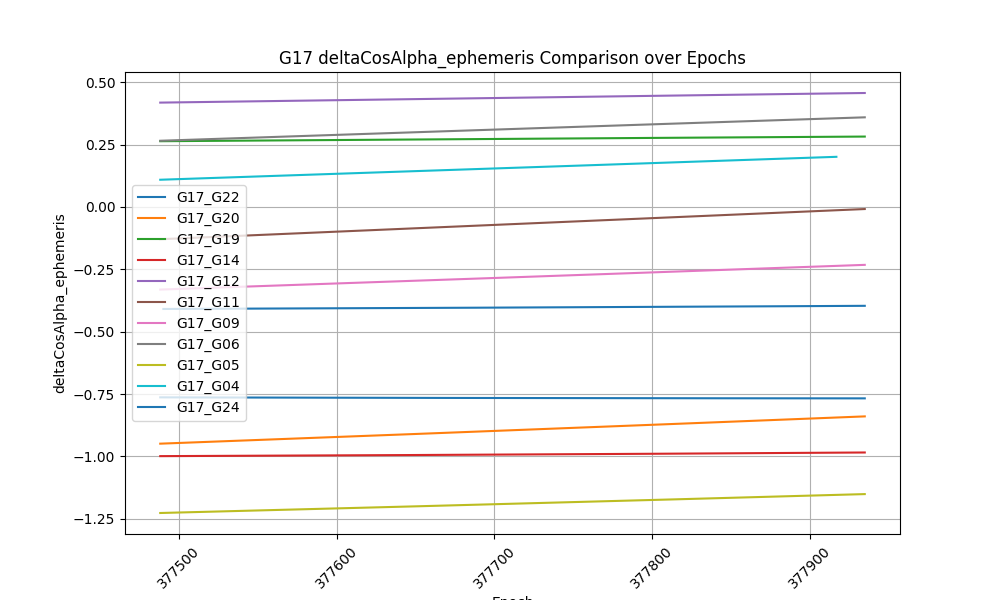 G17 deltaCosAlpha_ephemeris Comparison over Epochs
deltaCosAlpha_ephemeris
0.50
0.25
0.00
−0.25
−0.50
−0.75
−1.00
−1.25
G17_G22
G17_G20
G17_G19
G17_G14
G17_G12
G17_G11
G17_G09
G17_G06
G17_G05
G17_G04
G17_G24
377500
377600
377700
377800
377900
Epoch